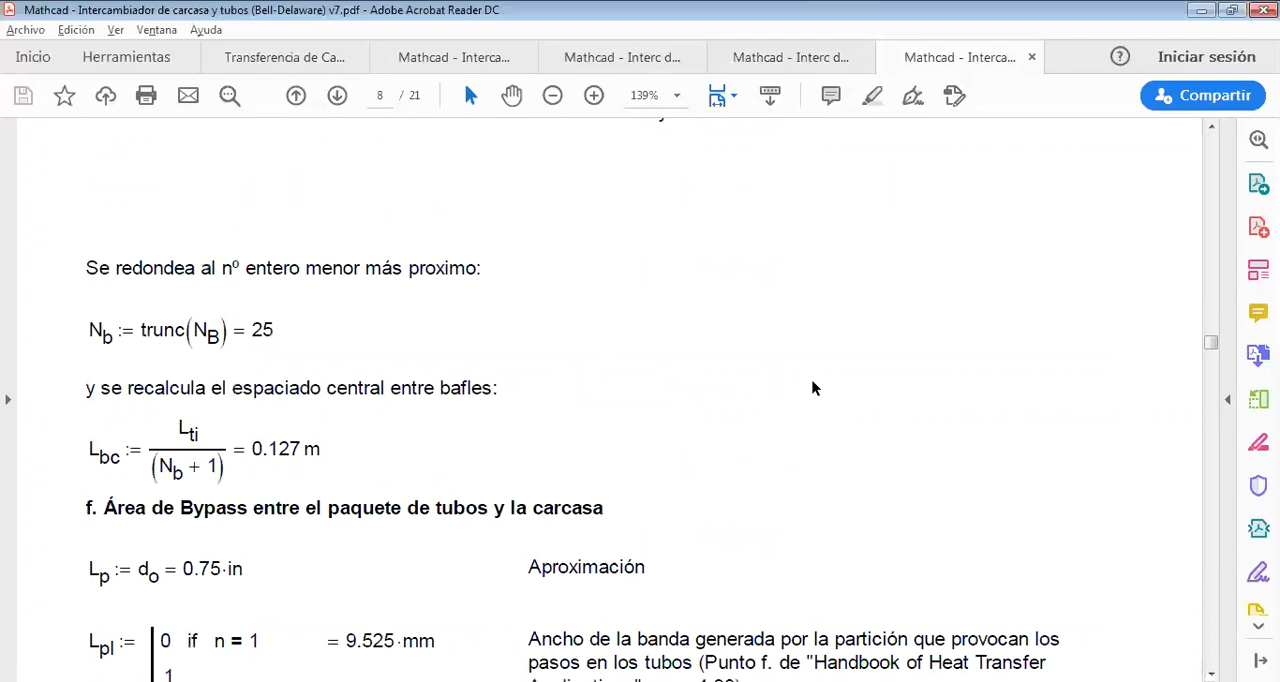 Mathcad - Intercambiador de carcasa y tubos (Bell-Delaware) v7.pdf - Adobe Acrobat Reader DC
Archivo Edición Ver Ventana Ayuda
Inicio Herramientas Transferencia de Ca... Mathcad - Interca... Mathcad - Interc d... Mathcad - Interc d... Mathcad - Interca... × Iniciar sesión
8 / 21 139% Compartir
Se redondea al nº entero menor más proximo:
Nb := trunc(NB) = 25
y se recalcula el espaciado central entre bafles:
Lbc := Lti / (Nb + 1) = 0.127 m
f. Área de Bypass entre el paquete de tubos y la carcasa
Lp := do = 0.75·in Aproximación
Lpl := 0 if n = 1 = 9.525·mm Ancho de la banda generada por la partición que provocan los
pasos en los tubos (Punto f. de "Handbook of Heat Transfer
1